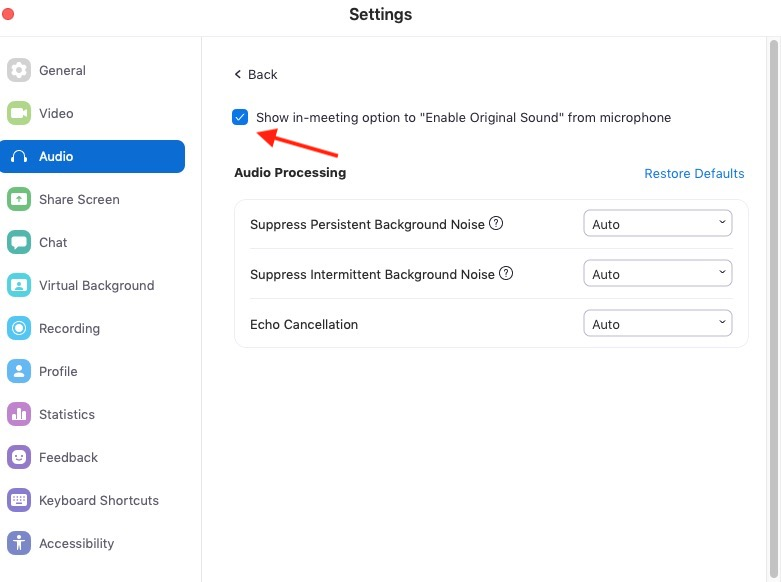 Settings
General
Video
Audio
Share Screen
Chat
Virtual Background
Recording
Profile
Statistics
Feedback
Keyboard Shortcuts
Accessibility
Back
Show in-meeting option to "Enable Original Sound" from microphone
Audio Processing Restore Defaults
Suppress Persistent Background Noise ? Auto
Suppress Intermittent Background Noise ? Auto
Echo Cancellation Auto